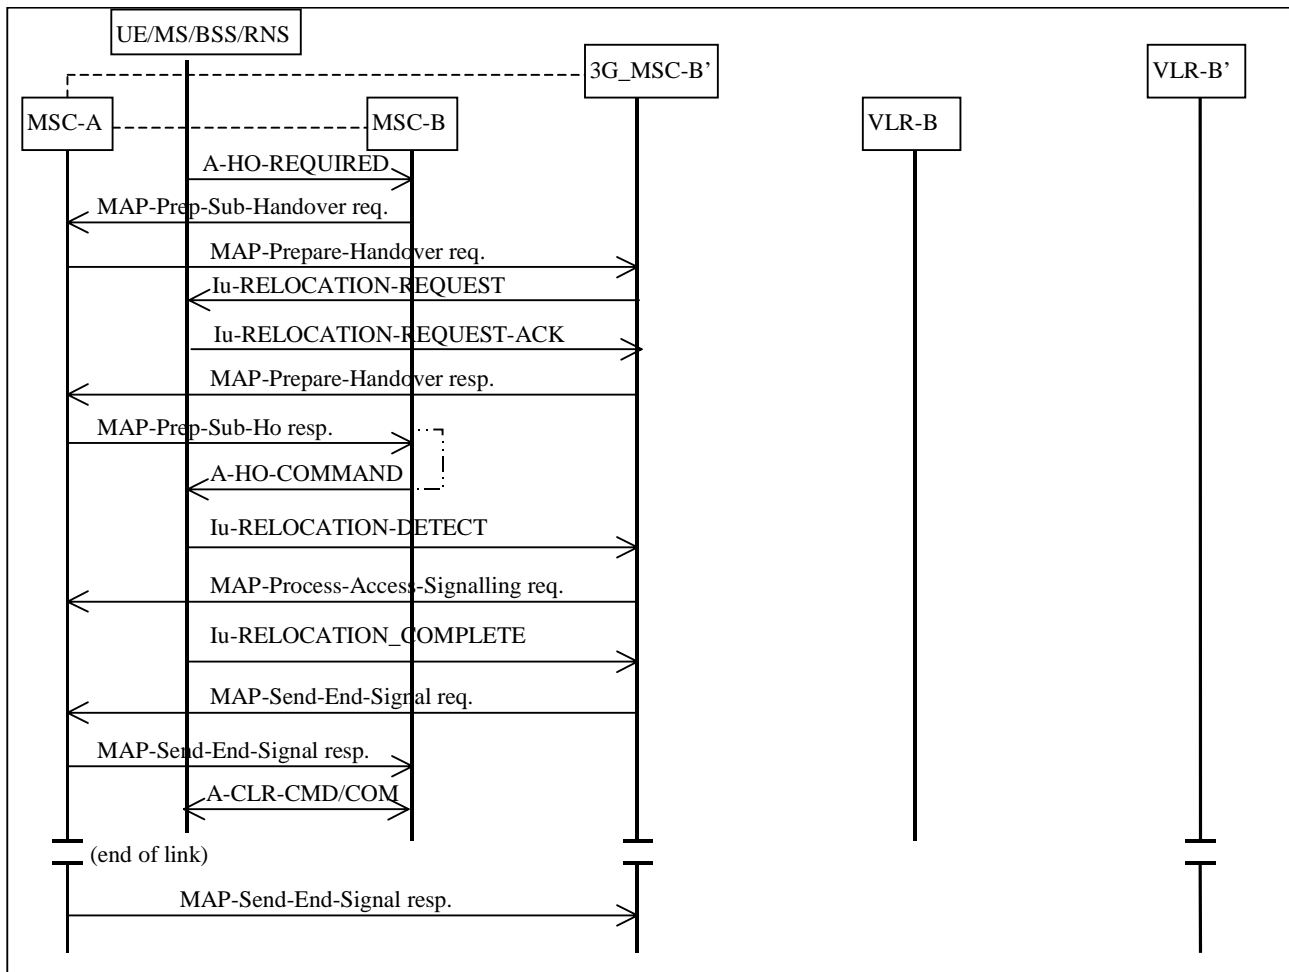 UE/MS/BSS/RNS
3G_MSC-B’
VLR-B’
MSC-A
MSC-B
VLR-B
A-HO-REQUIRED
MAP-Prep-Sub-Handover req.
MAP-Prepare-Handover req.
Iu-RELOCATION-REQUEST
Iu-RELOCATION-REQUEST-ACK
MAP-Prepare-Handover resp.
MAP-Prep-Sub-Ho resp.
A-HO-COMMAND
Iu-RELOCATION-DETECT
MAP-Process-Access-Signalling req.
Iu-RELOCATION_COMPLETE
MAP-Send-End-Signal req.
MAP-Send-End-Signal resp.
A-CLR-CMD/COM
(end of link)
MAP-Send-End-Signal resp.